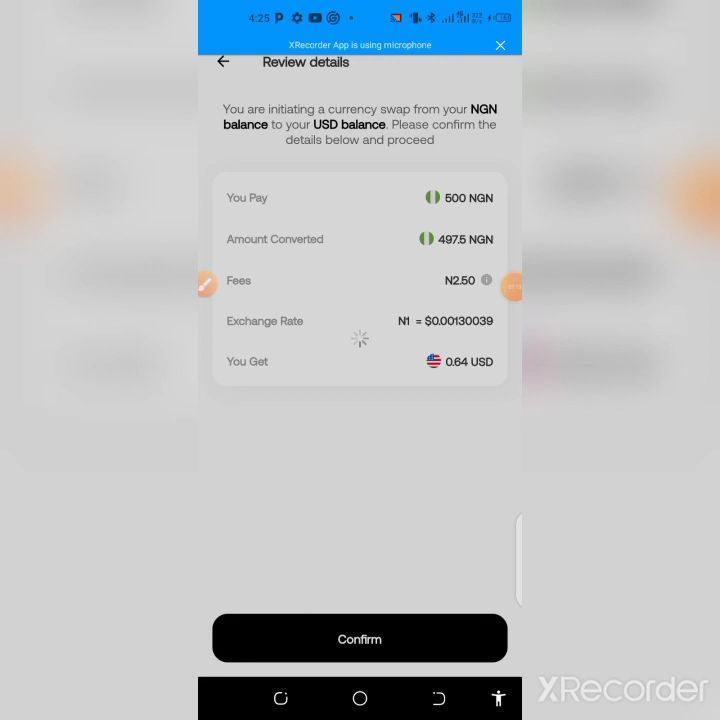 4:25
XRecorder App is using microphone
Review details
You are initiating a currency swap from your NGN
balance to your USD balance. Please confirm the
details below and proceed
You Pay 500 NGN
Amount Converted 497.5 NGN
Fees N2.50
Exchange Rate N1 = $0.00130039
You Get 0.64 USD
Confirm
XRecorder